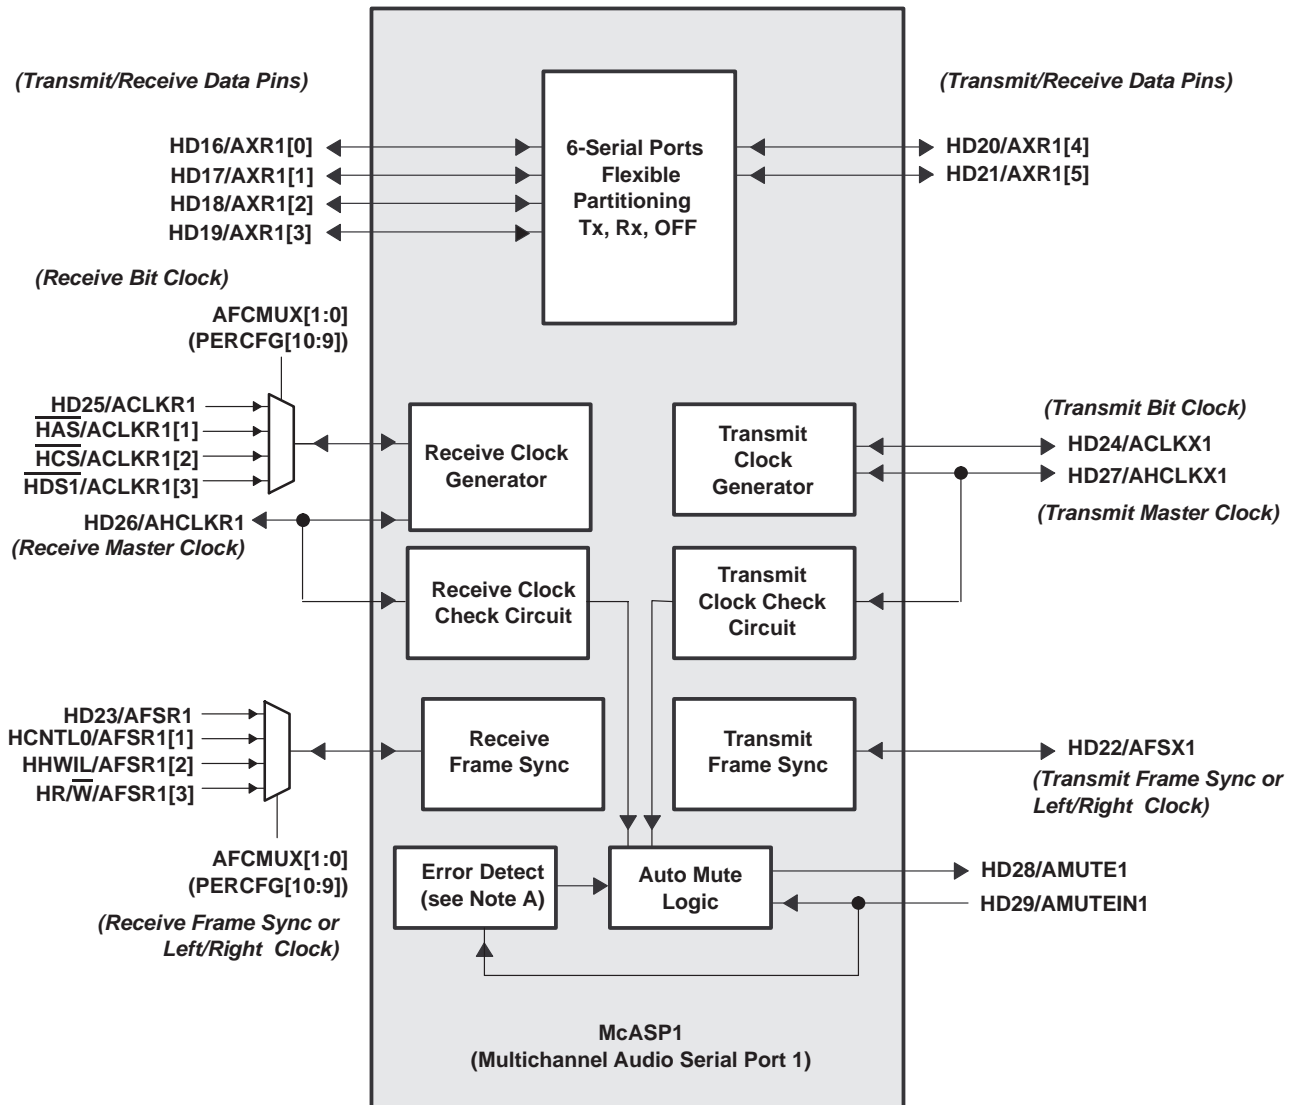 (Transmit/Receive Data Pins)
(Transmit/Receive Data Pins)
HD16/AXR1[0]
HD17/AXR1[1]
HD18/AXR1[2]
HD19/AXR1[3]
6-Serial Ports
Flexible
Partitioning
Tx, Rx, OFF
HD20/AXR1[4]
HD21/AXR1[5]
(Receive Bit Clock)
AFCMUX[1:0]
(PERCFG[10:9])
HD25/ACLKR1
H̅A̅S̅/ACLKR1[1]
H̅C̅S̅/ACLKR1[2]
H̅D̅S̅1̅/ACLKR1[3]
HD26/AHCLKR1
(Receive Master Clock)
Receive Clock
Generator
Transmit
Clock
Generator
(Transmit Bit Clock)
HD24/ACLKX1
HD27/AHCLKX1
(Transmit Master Clock)
Receive Clock
Check Circuit
Transmit
Clock Check
Circuit
HD23/AFSR1
HCNTL0/AFSR1[1]
HHWIL/AFSR1[2]
HR/W̅/AFSR1[3]
AFCMUX[1:0]
(PERCFG[10:9])
(Receive Frame Sync or
Left/Right Clock)
Receive
Frame Sync
Transmit
Frame Sync
HD22/AFSX1
(Transmit Frame Sync or
Left/Right Clock)
Error Detect
(see Note A)
Auto Mute
Logic
HD28/AMUTE1
HD29/AMUTEIN1
McASP1
(Multichannel Audio Serial Port 1)